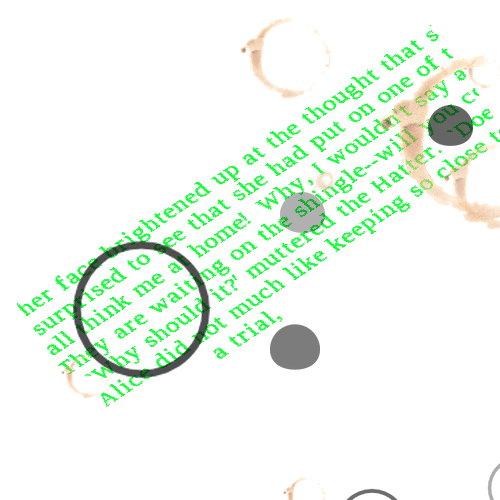 her face brightened up at the thought that s
surprised to see that she had put on one of t
all think me at home! Why, I wouldn't say a
They are waiting on the shingle--will you
`Why should it?' muttered the Hatter. `Doe
Alice did not much like keeping so close
a trial,